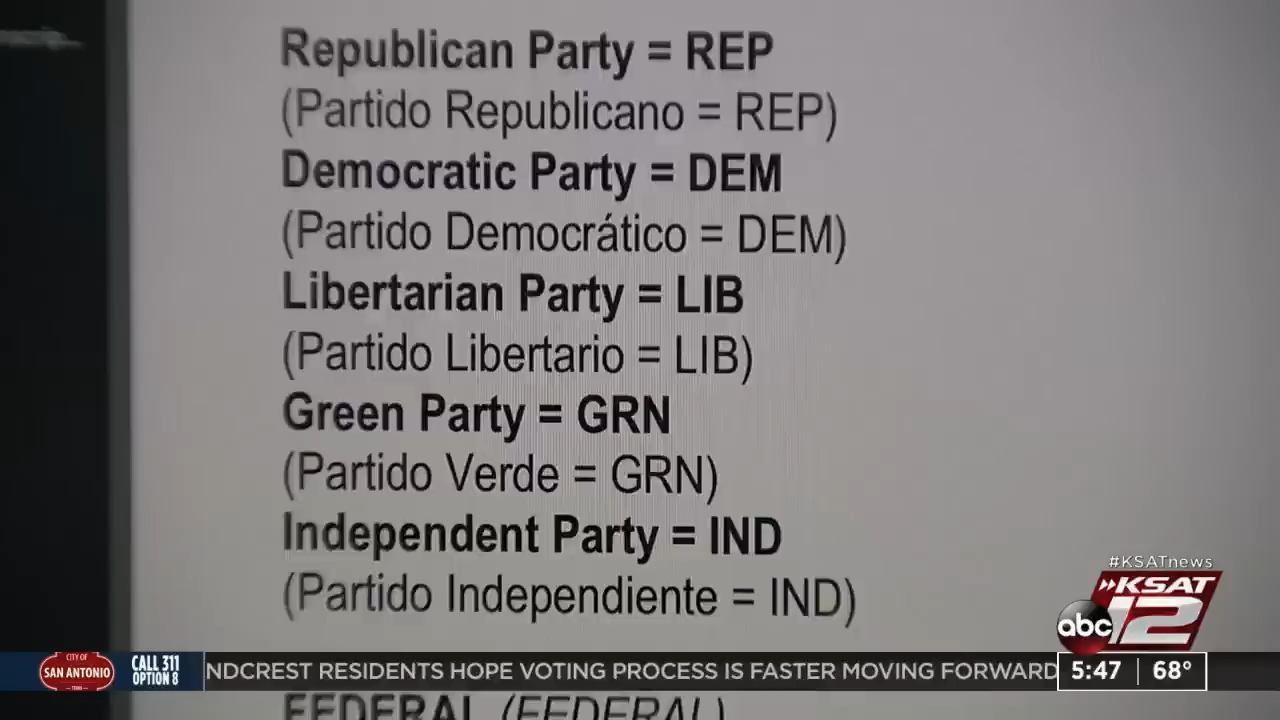 Republican Party = REP
(Partido Republicano = REP)
Democratic Party = DEM
(Partido Democrático = DEM)
Libertarian Party = LIB
(Partido Libertario = LIB)
Green Party = GRN
(Partido Verde = GRN)
Independent Party = IND
(Partido Independiente = IND)
#KSATnews
KSAT
abc 12
CITY OF
SAN ANTONIO
CALL 311
OPTION 8
NDCREST RESIDENTS HOPE VOTING PROCESS IS FASTER MOVING FORWARD
5:47 68°
FEDERAL (FEDERAL)